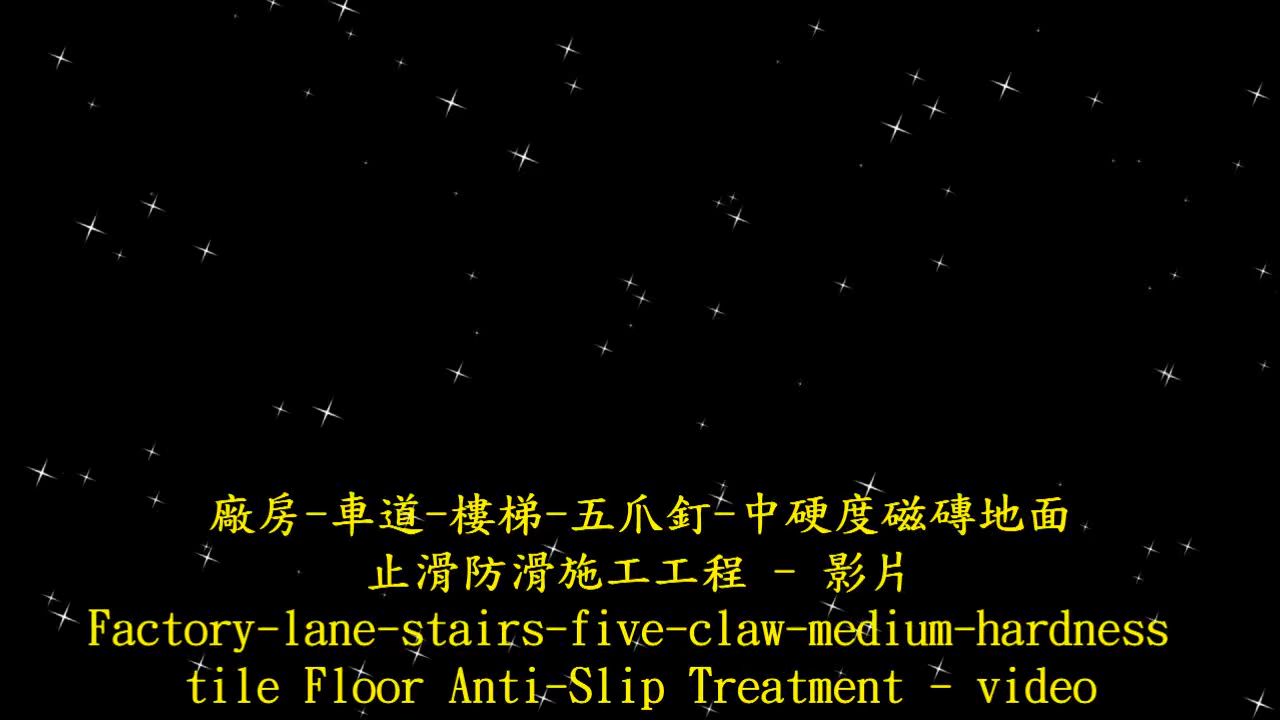 廠房-車道-樓梯-五爪釘-中硬度磁磚地面
止滑防滑施工工程 - 影片
Factory-lane-stairs-five-claw-medium-hardness
tile Floor Anti-Slip Treatment - video